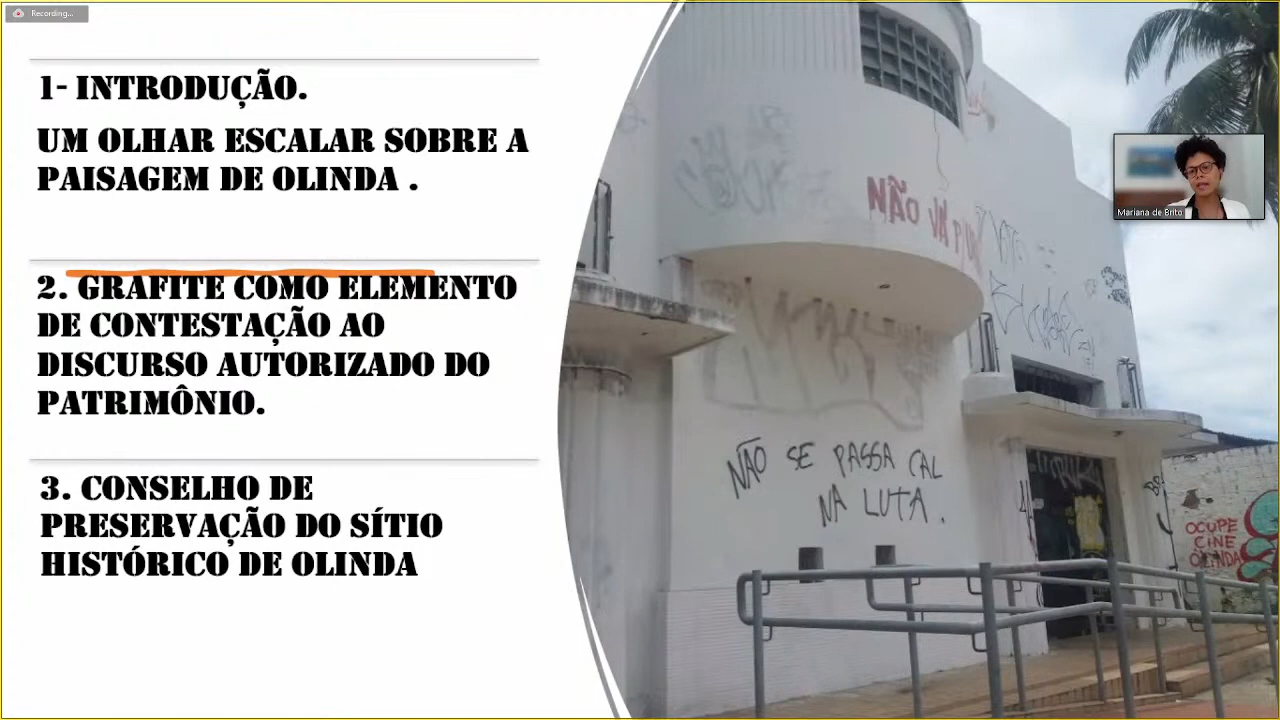 Recording...
1- INTRODUÇÃO.
UM OLHAR ESCALAR SOBRE A
PAISAGEM DE OLINDA .
2. GRAFITE COMO ELEMENTO
DE CONTESTAÇÃO AO
DISCURSO AUTORIZADO DO
PATRIMÔNIO.
3. CONSELHO DE
PRESERVAÇÃO DO SÍTIO
HISTÓRICO DE OLINDA
NÃO VÁ P
NÃO SE PASSA CAL
NA LUTA.
OCUPE
CINE
OLINDA
Mariana de Brito